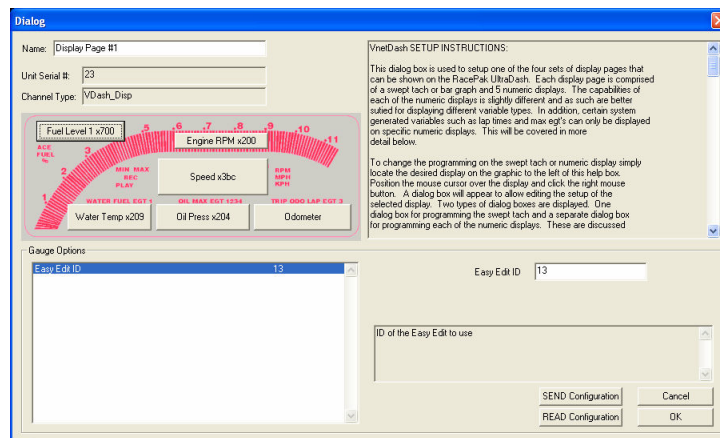 Dialog
Name: Display Page #1
Unit Serial #: 23
Channel Type: VDash_Disp
Fuel Level 1 x700
.5 .6 .7 .8 .9 .10 .11
Engine RPM x200
ACE
FUEL
%
3
2
1
MIN MAX
REC
PLAY
Speed x3bc
RPM
MPH
KPH
WATER FUEL EGT 1
OIL MAX EGT 1234
TRIP ODO LAP EGT 3
Water Temp x209
Oil Press x204
Odometer
VnetDash SETUP INSTRUCTIONS:
This dialog box is used to setup one of the four sets of display pages that
can be shown on the RacePak UltraDash. Each display page is comprised
of a swept tach or bar graph and 5 numeric displays. The capabilities of
each of the numeric displays is slightly different and as such are better
sutied for displaying different variable types. In addition, certain system
generated variables such as lap times and max egt's can only be displayed
on specific numeric displays. This will be covered in more
detail below.
To change the programming on the swept tach or numeric display simply
locate the desired display on the graphic to the left of this help box.
Position the mouse cursor over the display and click the right mouse
button. A dialog box will appear to allow editing the setup of the
selected display. Two types of dialog boxes are displayed. One
dialog box for programming the swept tach and a separate dialog box
for programming each of the numeric displays. These are discussed
Gauge Options
Easy Edit ID 13
Easy Edit ID 13
ID of the Easy Edit to use
SEND Configuration
Cancel
READ Configuration
OK